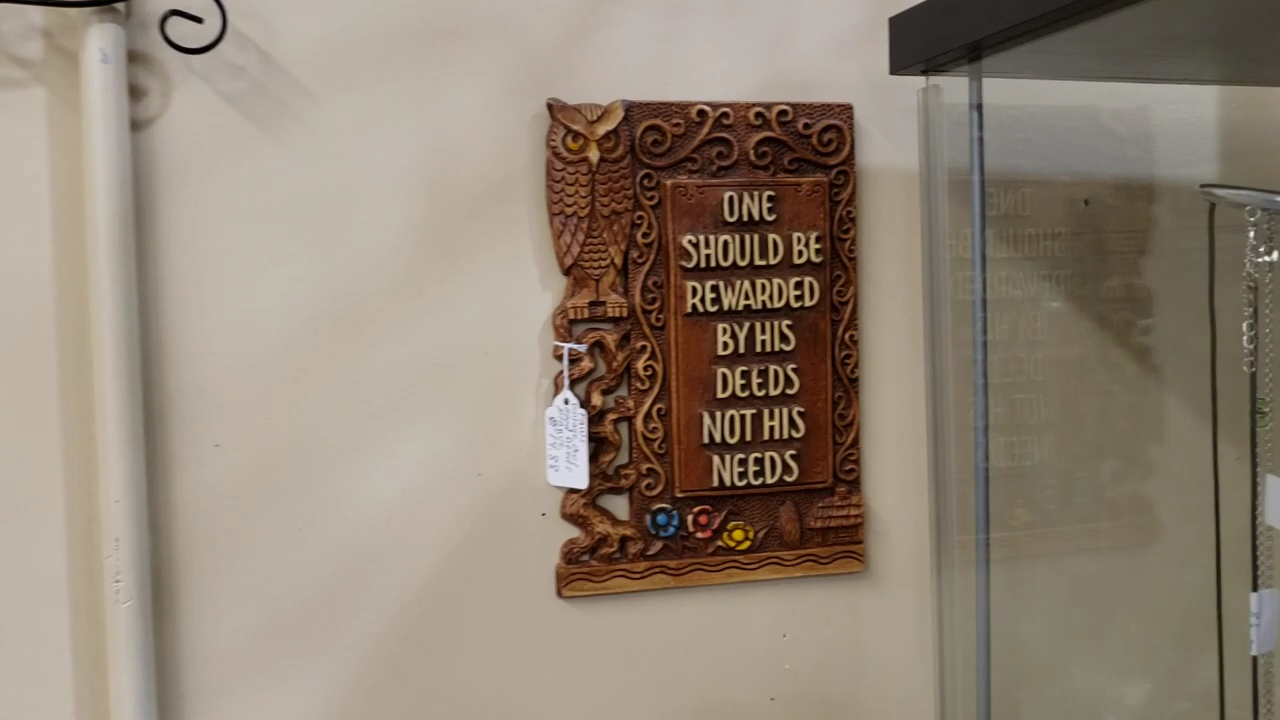 ONE
SHOULD BE
REWARDED
BY HIS
DEEDS
NOT HIS
NEEDS